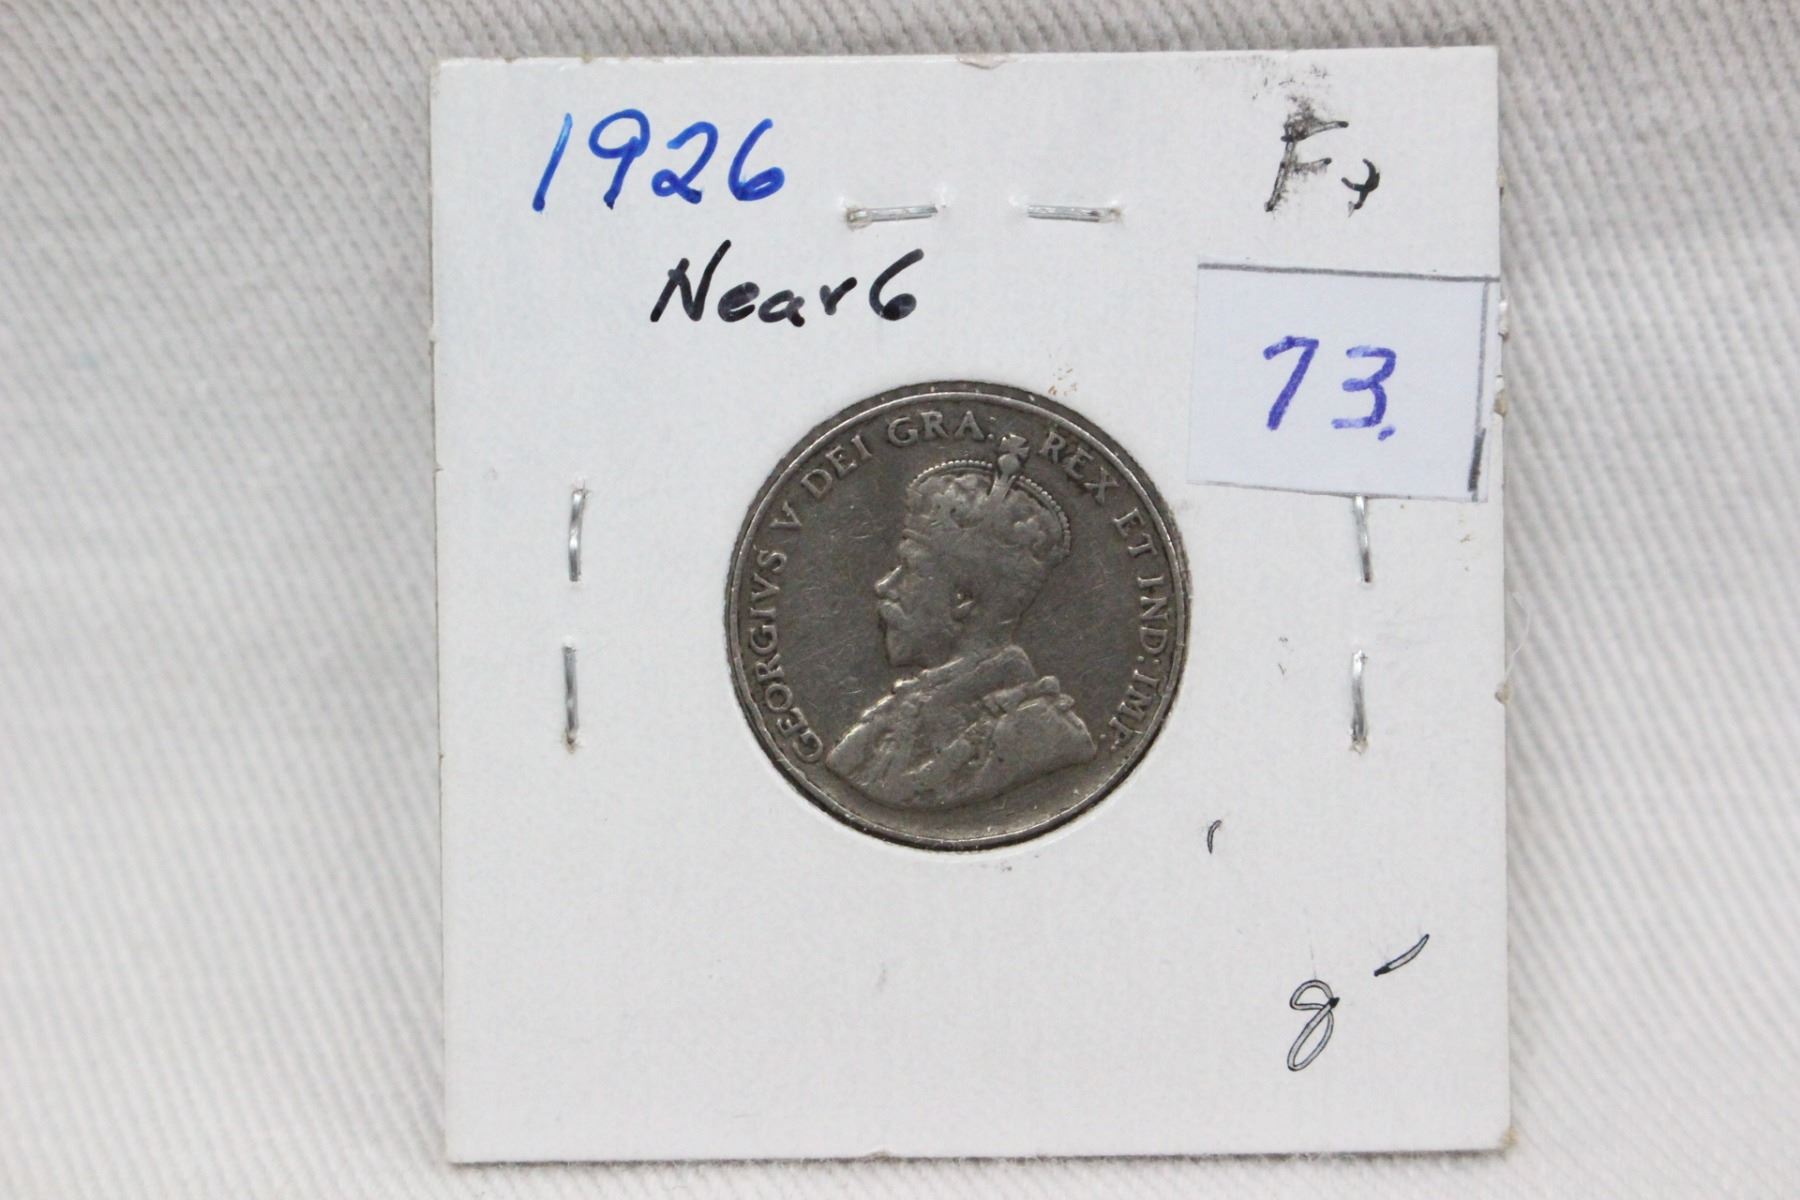 1926
F+
Near 6
73.
GEORGIVS V DEI GRA: REX ET IND: IMP:
8